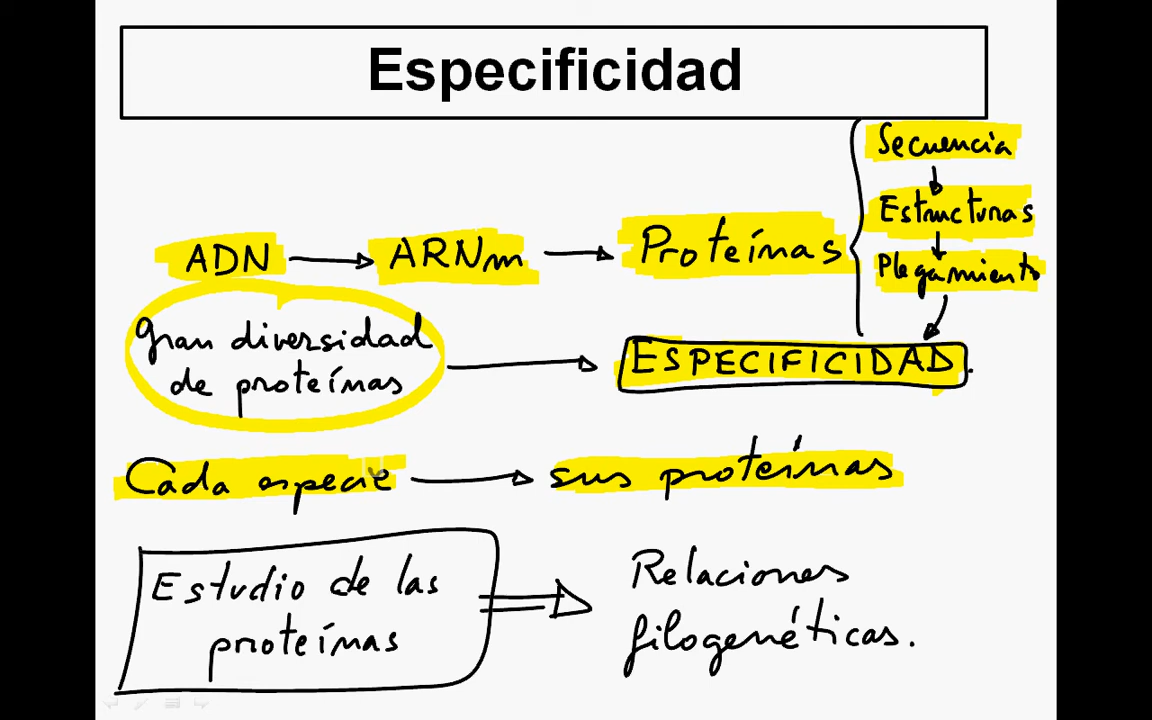 Especificidad
Secuencia
Estructuras
Plegamiento
ADN → ARNm → Proteínas
Gran diversidad
de proteínas → ESPECIFICIDAD.
Cada especie → sus proteínas
Estudio de las
proteínas ⇒ Relaciones
filogenéticas.